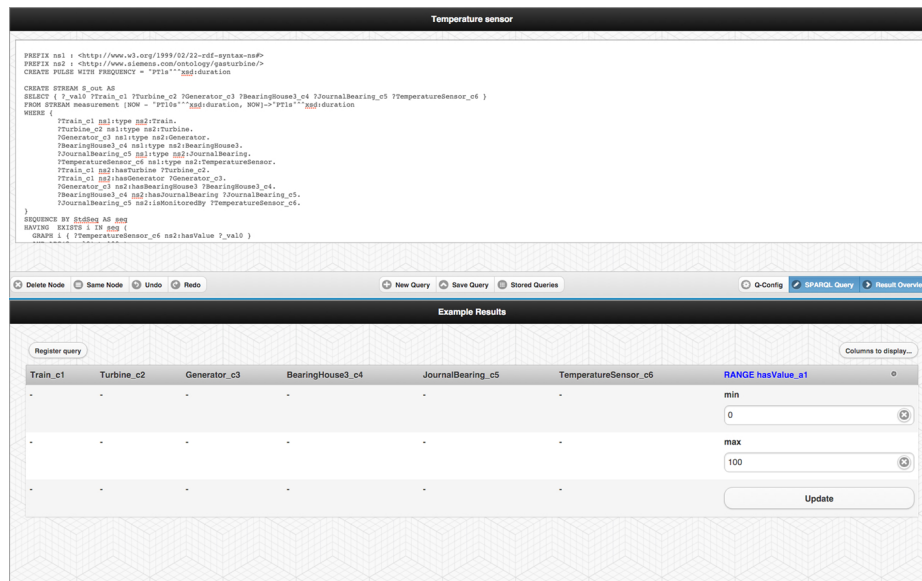 Temperature sensor
PREFIX ns1 : <http://www.w3.org/1999/02/22-rdf-syntax-ns#>
PREFIX ns2 : <http://www.siemens.com/ontology/gasturbine/>
CREATE PULSE WITH FREQUENCY = "PT1s"^^xsd:duration
CREATE STREAM S_out AS
SELECT { ?_val0 ?Train_c1 ?Turbine_c2 ?Generator_c3 ?BearingHouse3_c4 ?JournalBearing_c5 ?TemperatureSensor_c6 }
FROM STREAM measurement [NOW - "PT10s"^^xsd:duration, NOW]->"PT1s"^^xsd:duration
WHERE {
?Train_c1 ns1:type ns2:Train.
?Turbine_c2 ns1:type ns2:Turbine.
?Generator_c3 ns1:type ns2:Generator.
?BearingHouse3_c4 ns1:type ns2:BearingHouse3.
?JournalBearing_c5 ns1:type ns2:JournalBearing.
?TemperatureSensor_c6 ns1:type ns2:TemperatureSensor.
?Train_c1 ns2:hasTurbine ?Turbine_c2.
?Train_c1 ns2:hasGenerator ?Generator_c3.
?Generator_c3 ns2:hasBearingHouse3 ?BearingHouse3_c4.
?BearingHouse3_c4 ns2:hasJournalBearing ?JournalBearing_c5.
?JournalBearing_c5 ns2:isMonitoredBy ?TemperatureSensor_c6.
}
SEQUENCE BY StdSeq AS seq
HAVING EXISTS i IN seq (
GRAPH i { ?TemperatureSensor_c6 ns2:hasValue ?_val0 }
Delete Node Same Node Undo Redo New Query Save Query Stored Queries Q-Config SPARQL Query Result Overvie
Example Results
Register query Columns to display...
Train_c1 Turbine_c2 Generator_c3 BearingHouse3_c4 JournalBearing_c5 TemperatureSensor_c6 RANGE hasValue_a1
- - - - - - min
0
- - - - - - max
100
- - - - - - Update